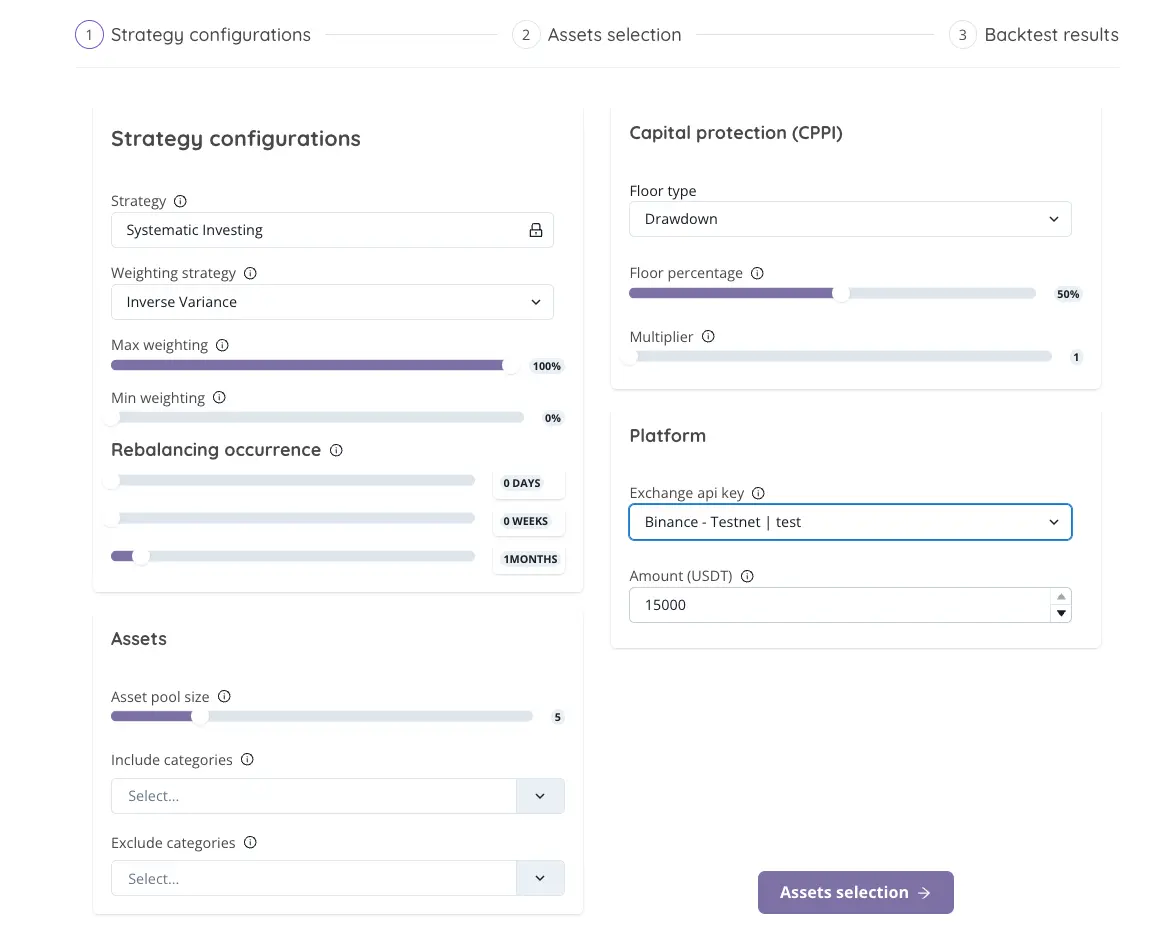 1 Strategy configurations
2 Assets selection
3 Backtest results
Strategy configurations
Strategy
Systematic Investing
Weighting strategy
Inverse Variance
Max weighting
100%
Min weighting
0%
Rebalancing occurrence
0 DAYS
0 WEEKS
1MONTHS
Assets
Asset pool size
5
Include categories
Select...
Exclude categories
Select...
Capital protection (CPPI)
Floor type
Drawdown
Floor percentage
50%
Multiplier
1
Platform
Exchange api key
Binance - Testnet | test
Amount (USDT)
15000
Assets selection →